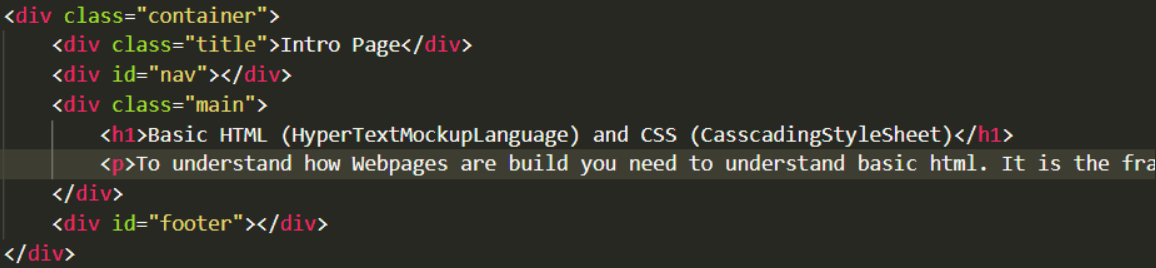 <div class="container">
<div class="title">Intro Page</div>
<div id="nav"></div>
<div class="main">
<h1>Basic HTML (HyperTextMockupLanguage) and CSS (CasscadingStyleSheet)</h1>
<p>To understand how Webpages are build you need to understand basic html. It is the fra
</div>
<div id="footer"></div>
</div>